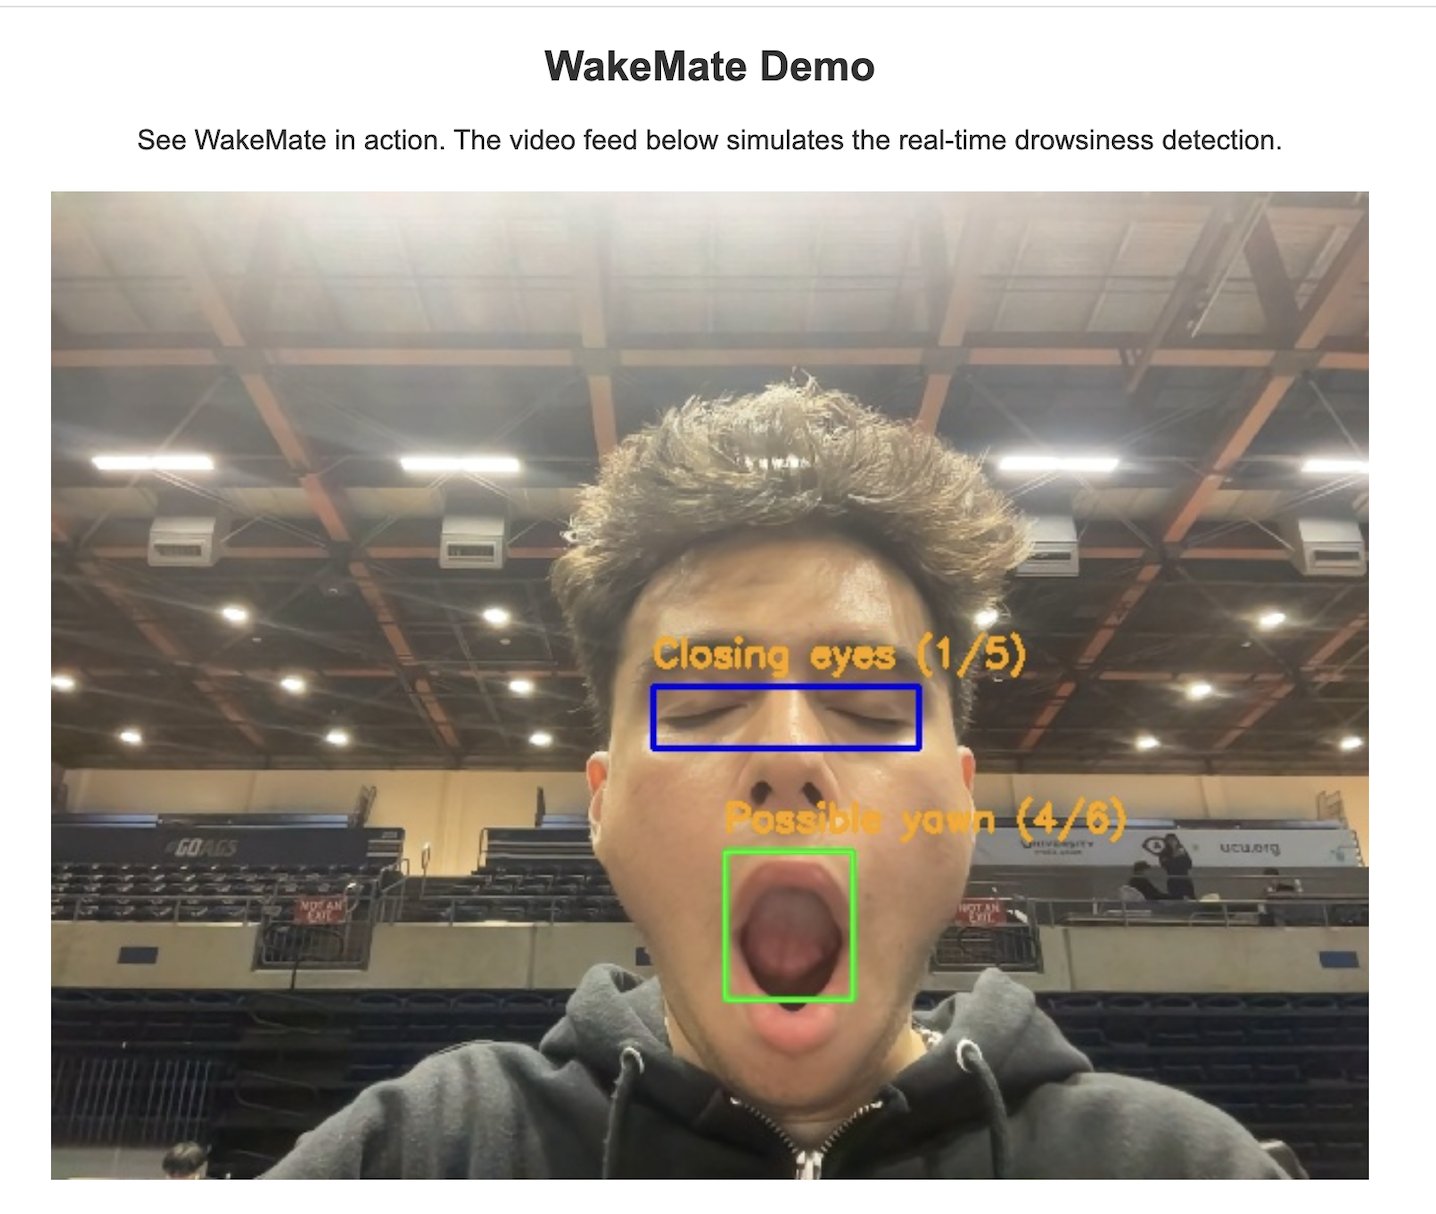 WakeMate Demo
See WakeMate in action. The video feed below simulates the real-time drowsiness detection.
Closing eyes (1/5)
Possible yawn (4/6)
#GOAGS
UNIVERSITY
ucu.org
NOT AN
EXIT
NOT AN
EXIT